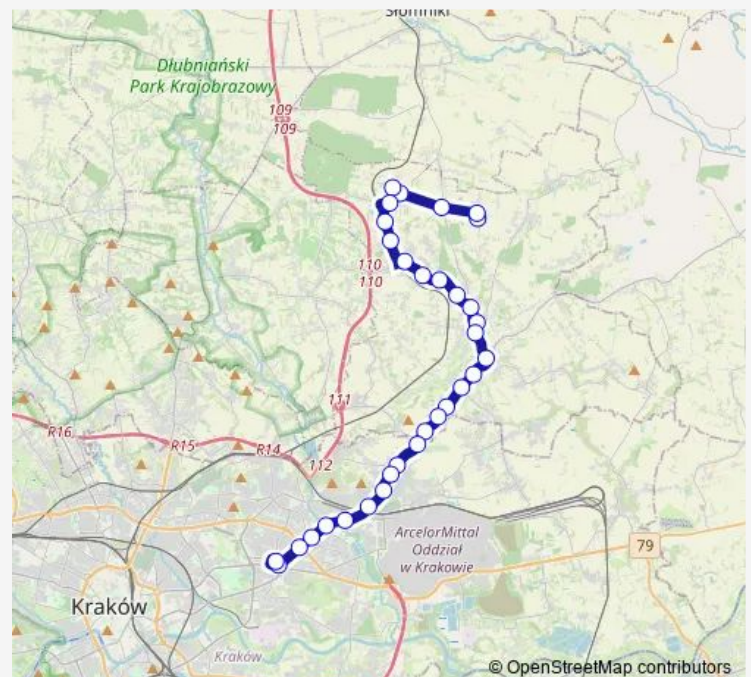 Słomniki
Dłubniański
Park Krajobrazowy
109
109
110
110
111
R16
R15
R14
112
ArcelorMittal
Oddział
w Krakowie
79
Kraków
Kraków
© OpenStreetMap contributors